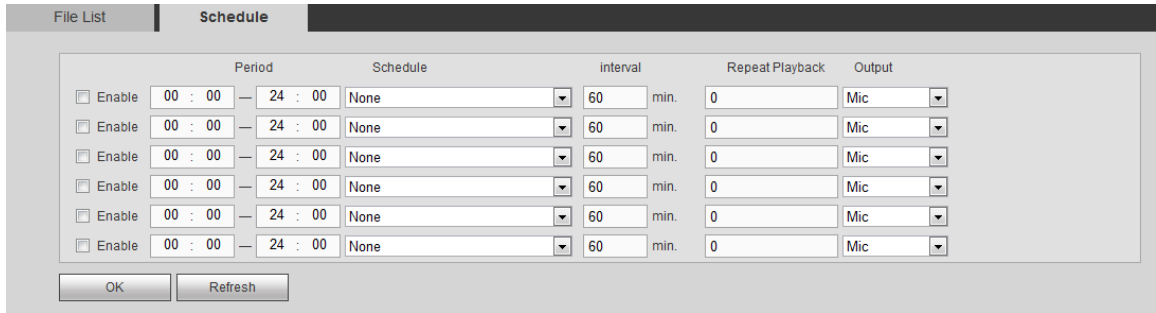 File List Schedule
Period Schedule interval Repeat Playback Output
Enable 00 : 00 — 24 : 00 None 60 min. 0 Mic
Enable 00 : 00 — 24 : 00 None 60 min. 0 Mic
Enable 00 : 00 — 24 : 00 None 60 min. 0 Mic
Enable 00 : 00 — 24 : 00 None 60 min. 0 Mic
Enable 00 : 00 — 24 : 00 None 60 min. 0 Mic
Enable 00 : 00 — 24 : 00 None 60 min. 0 Mic
OK Refresh